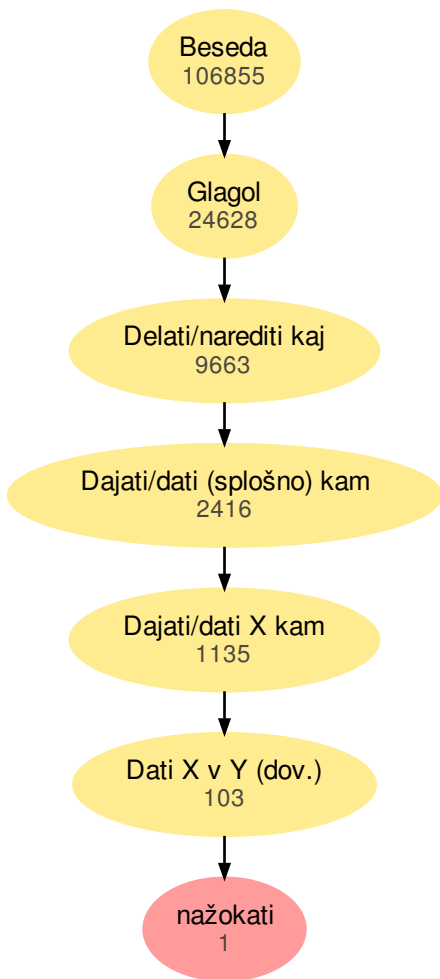 Beseda
106855
Glagol
24628
Delati/narediti kaj
9663
Dajati/dati (splošno) kam
2416
Dajati/dati X kam
1135
Dati X v Y (dov.)
103
nažokati
1